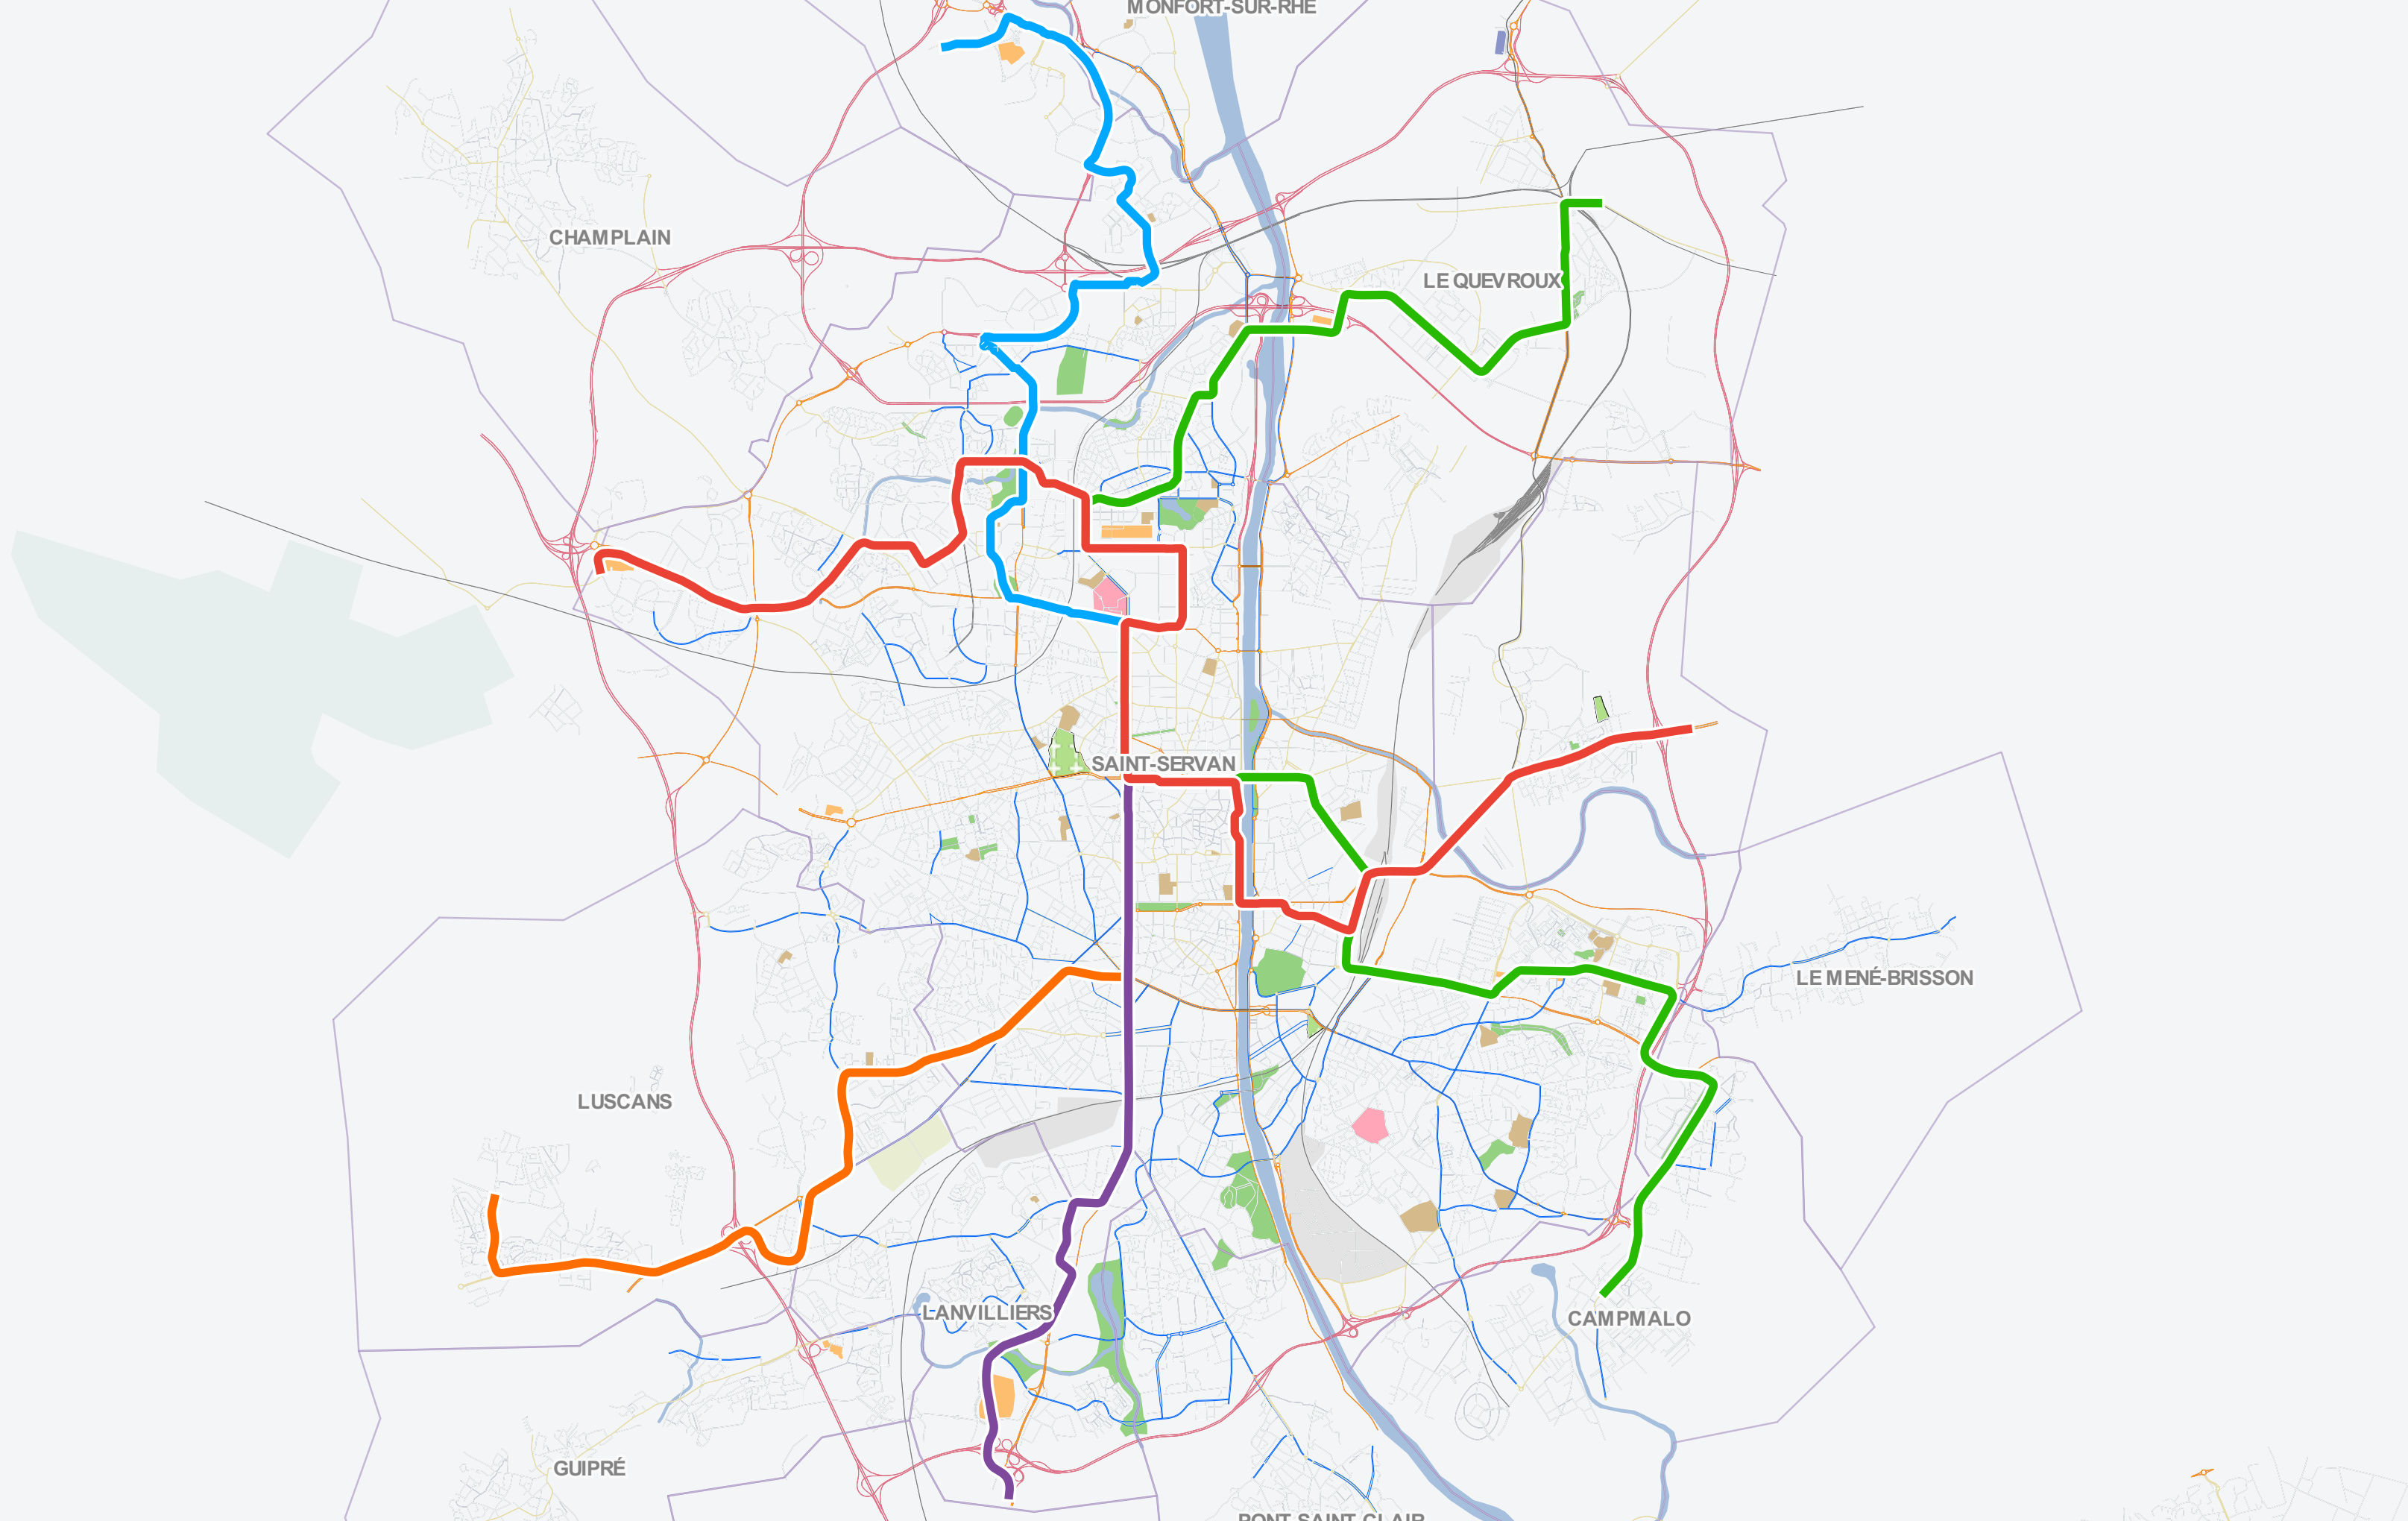 MONFORT-SUR-RHE
CHAMPLAIN
LE QUEVROUX
SAINT-SERVAN
LE MENÉ-BRISSON
LUSCANS
LANVILLIERS
CAMPMALO
GUIPRÉ
PONT-SAINT-CLAIR